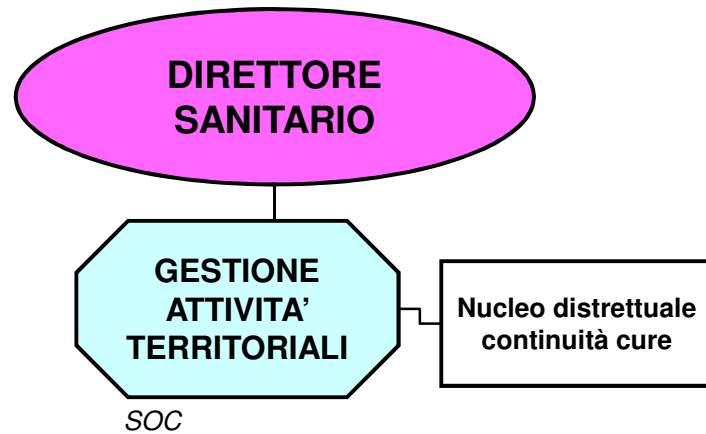 DIRETTORE
SANITARIO
GESTIONE
ATTIVITA’
TERRITORIALI
Nucleo distrettuale
continuità cure
SOC